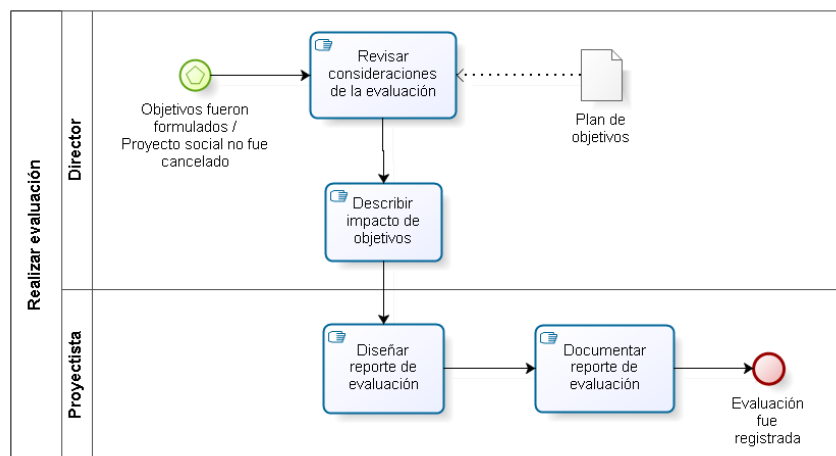 Realizar evaluación
Director
Objetivos fueron
formulados /
Proyecto social no fue
cancelado
Revisar
consideraciones
de la evaluación
Plan de
objetivos
Describir
impacto de
objetivos
Proyectista
Diseñar
reporte de
evaluación
Documentar
reporte de
evaluación
Evaluación
fue
registrada